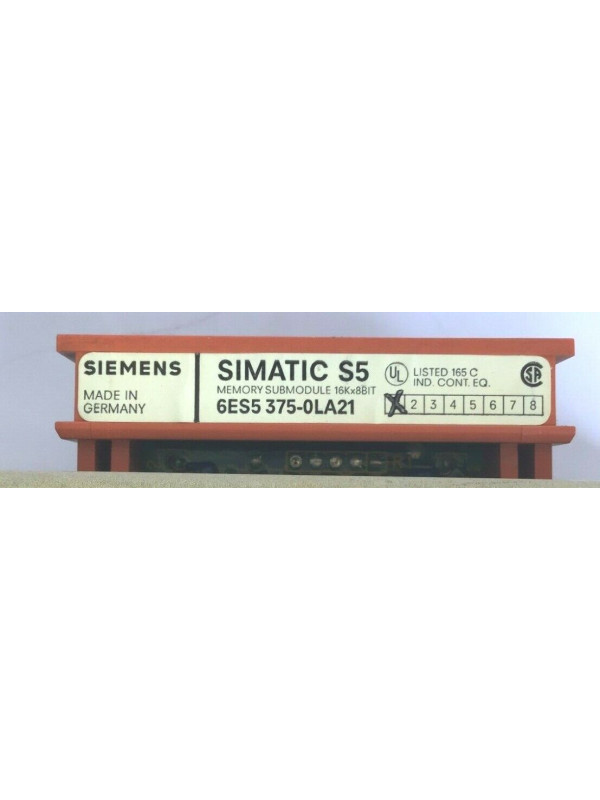 SIEMENS
MADE IN
GERMANY
SIMATIC S5
MEMORY SUBMODULE 16Kx8BIT
6ES5 375-0LA21
UL
LISTED 165 C
IND. CONT. EQ.
SA
2 3 4 5 6 7 8